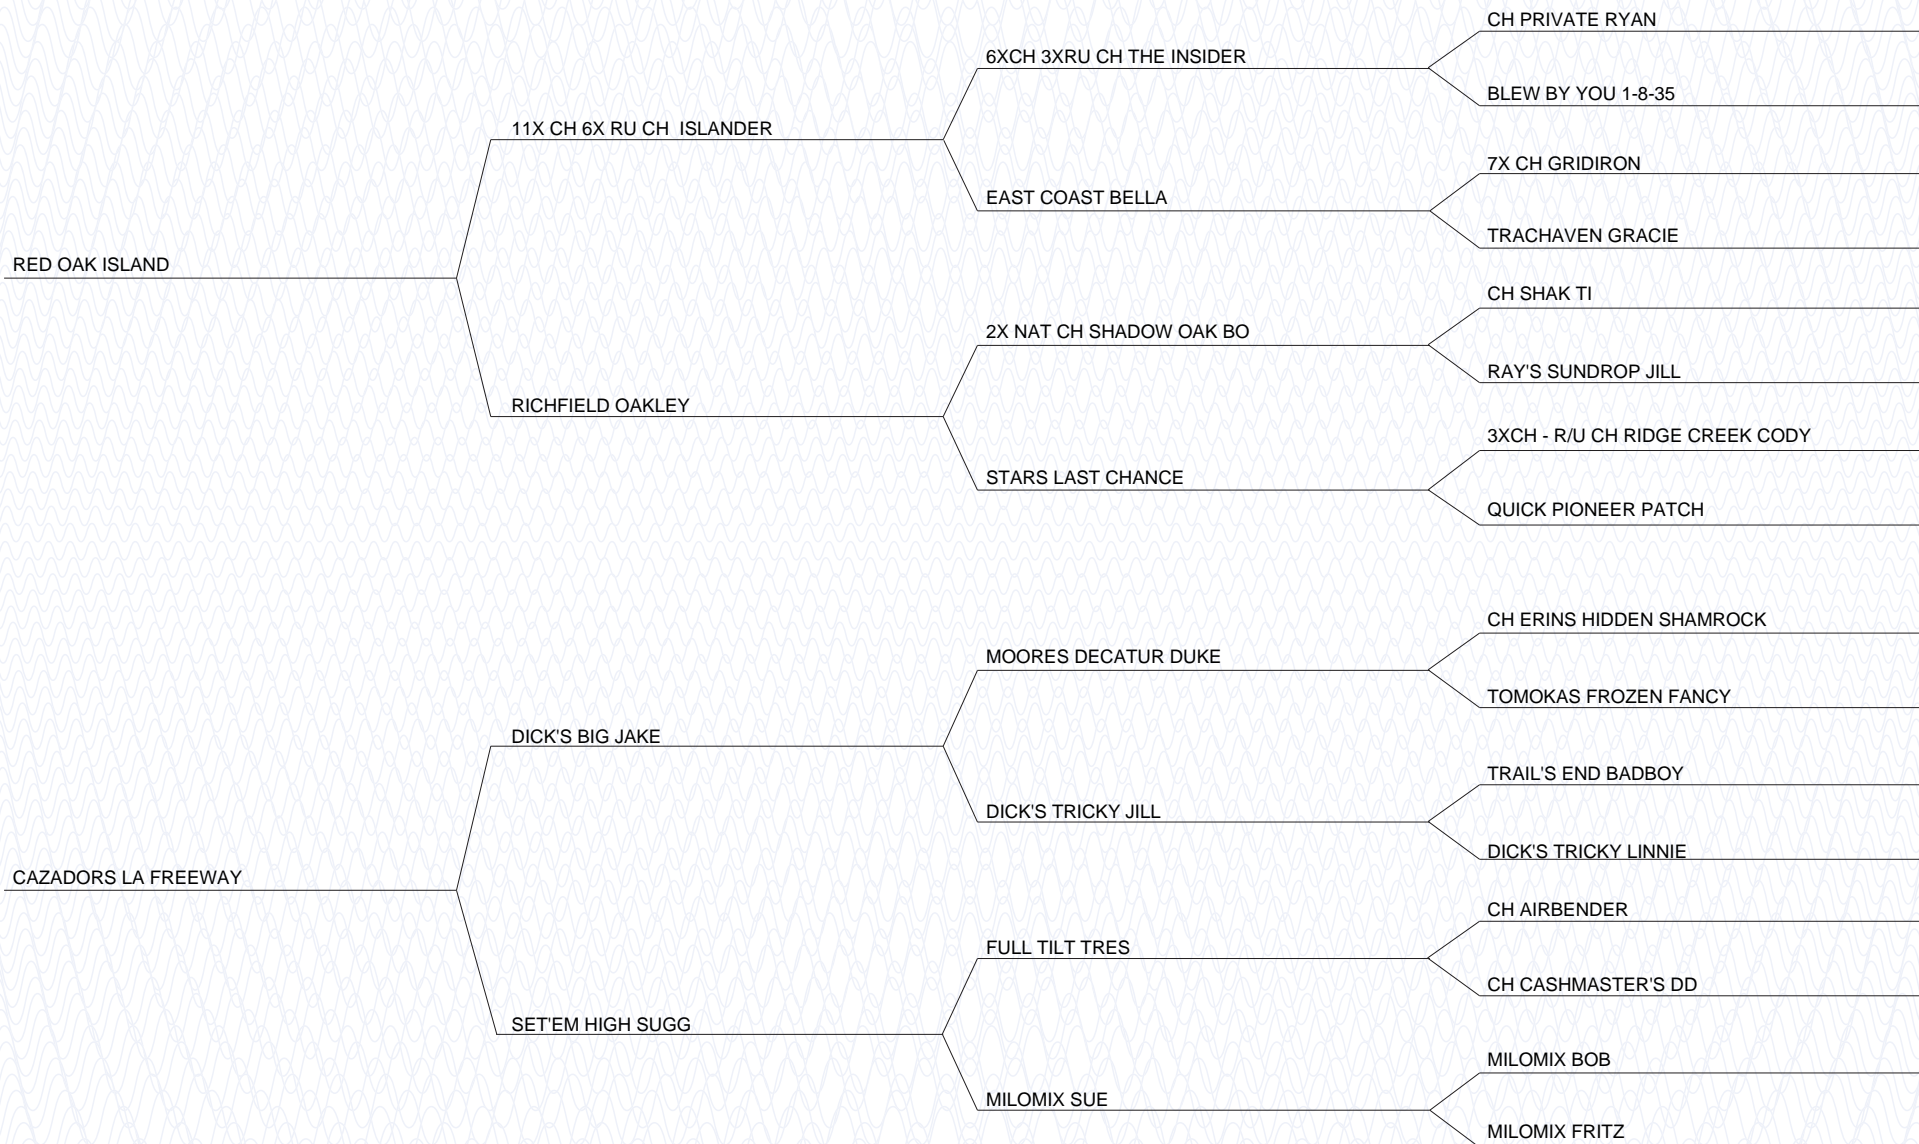 CH PRIVATE RYAN
6XCH 3XRU CH THE INSIDER
BLEW BY YOU 1-8-35
11X CH 6X RU CH  ISLANDER
7X CH GRIDIRON
EAST COAST BELLA
TRACHAVEN GRACIE
RED OAK ISLAND
CH SHAK TI
2X NAT CH SHADOW OAK BO
RAY'S SUNDROP JILL
RICHFIELD OAKLEY
3XCH - R/U CH RIDGE CREEK CODY
STARS LAST CHANCE
QUICK PIONEER PATCH
CH ERINS HIDDEN SHAMROCK
MOORES DECATUR DUKE
TOMOKAS FROZEN FANCY
DICK'S BIG JAKE
TRAIL'S END BADBOY
DICK'S TRICKY JILL
DICK'S TRICKY LINNIE
CAZADORS LA FREEWAY
CH AIRBENDER
FULL TILT TRES
CH CASHMASTER'S DD
SET'EM HIGH SUGG
MILOMIX BOB
MILOMIX SUE
MILOMIX FRITZ